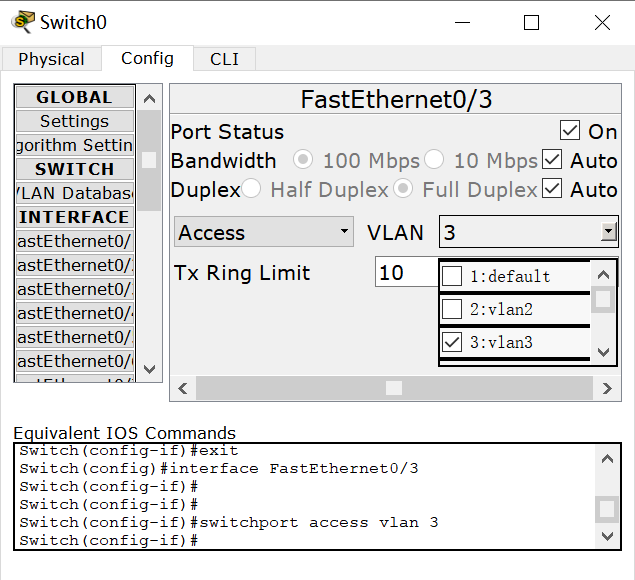 Switch0
Physical Config CLI
GLOBAL
Settings
gorithm Settin
SWITCH
VLAN Database
INTERFACE
astEthernet0/
astEthernet0/
astEthernet0/
astEthernet0/4
astEthernet0/
astEthernet0/
FastEthernet0/3
Port Status On
Bandwidth 100 Mbps 10 Mbps Auto
Duplex Half Duplex Full Duplex Auto
Access VLAN 3
Tx Ring Limit 10
1:default
2:vlan2
3:vlan3
Equivalent IOS Commands
Switch(config-if)#exit
Switch(config)#interface FastEthernet0/3
Switch(config-if)#
Switch(config-if)#
Switch(config-if)#switchport access vlan 3
Switch(config-if)#